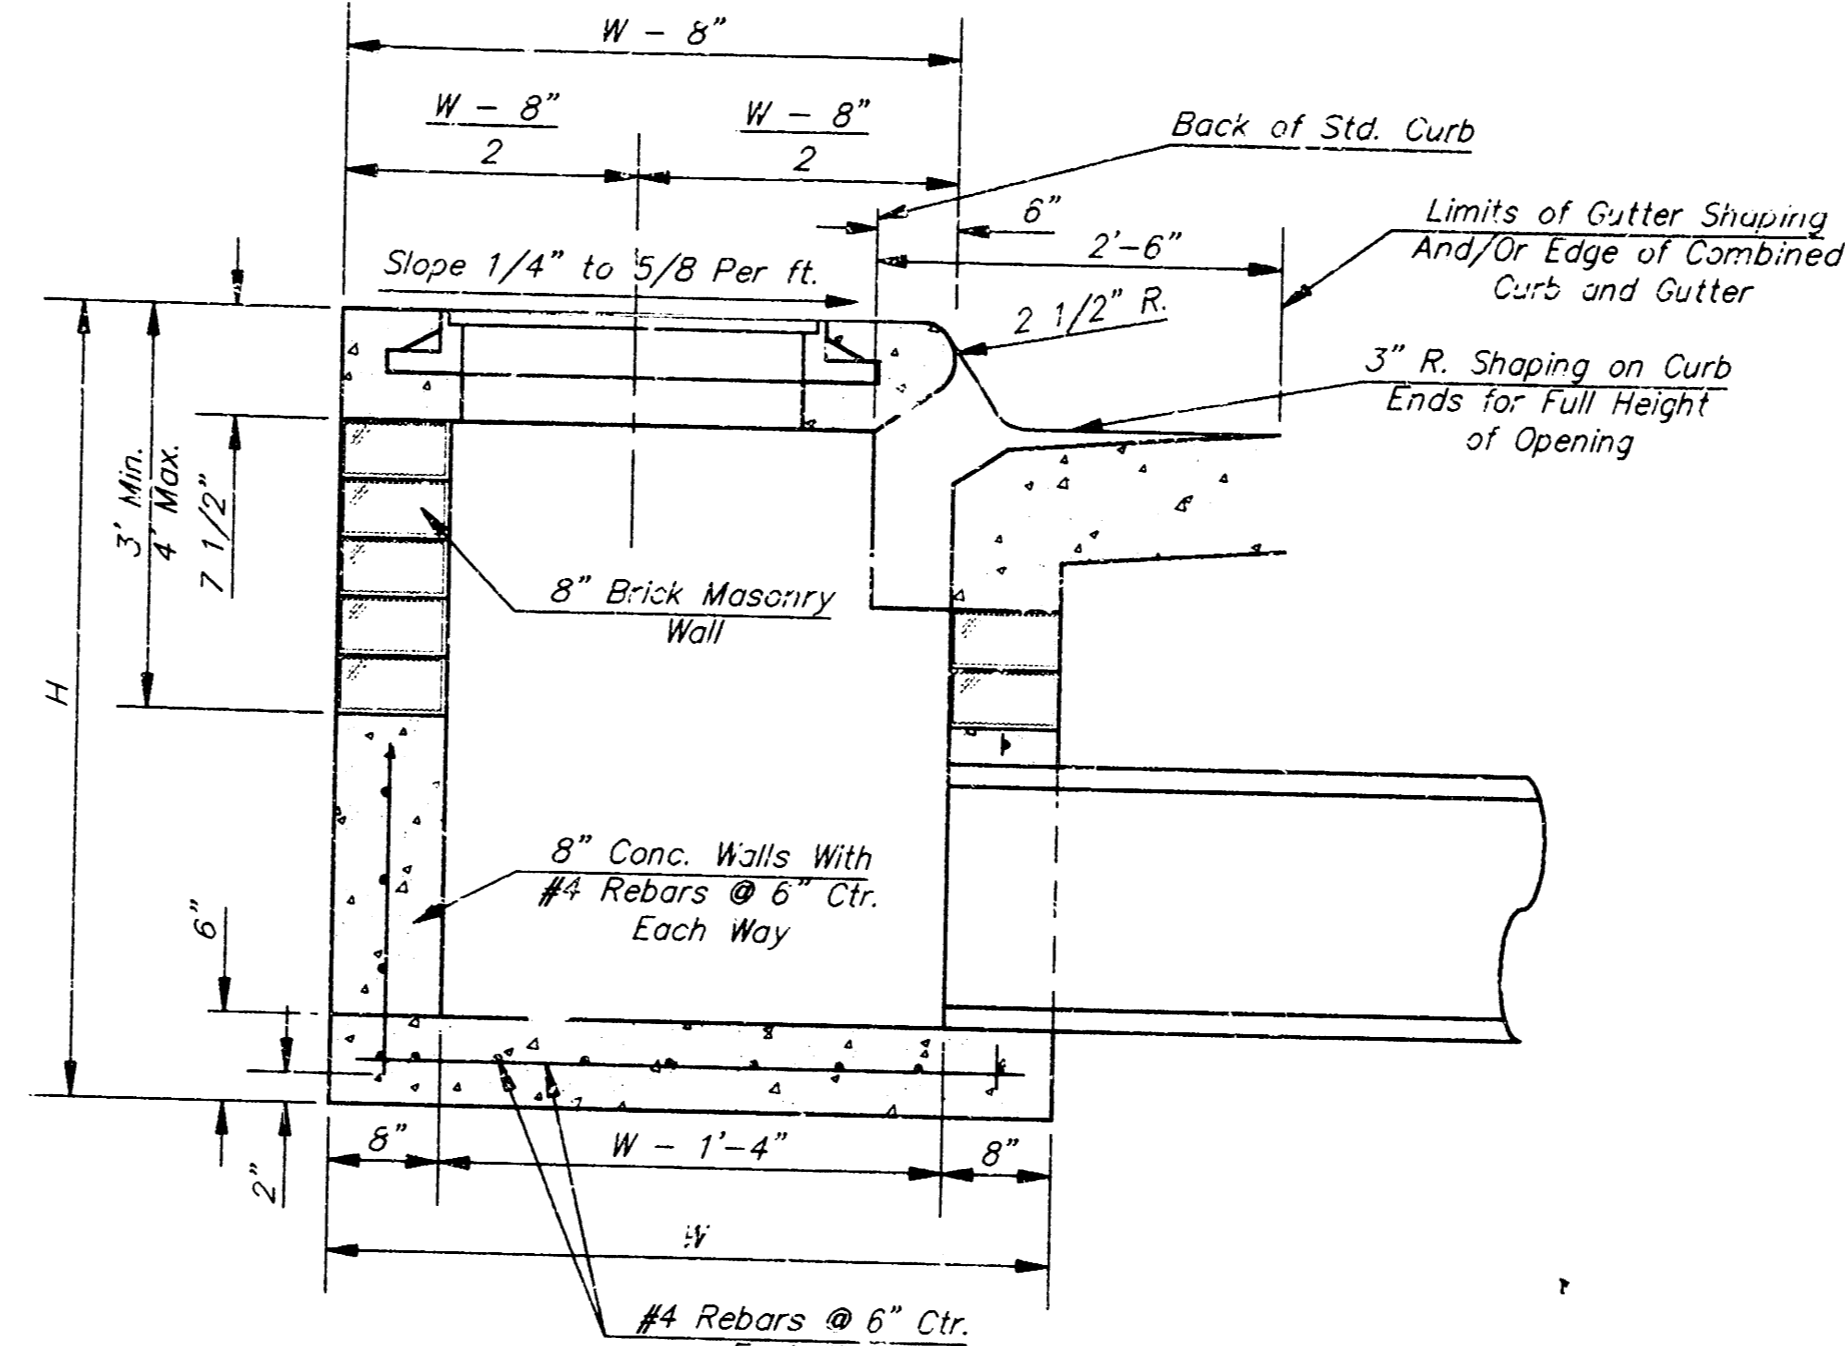 W - 8"
W - 8"
2
W - 8"
2
Back of Std. Curb
6"
2'-6"
Limits of Gutter Shaping
And/Or Edge of Combined
Curb and Gutter
Slope 1/4" to 5/8 Per ft.
2 1/2" R.
3" R. Shaping on Curb
Ends for Full Height
of Opening
3' Min.
4' Max.
7 1/2"
8" Brick Masonry
Wall
H
8" Conc. Walls With
#4 Rebars @ 6" Ctr.
Each Way
6"
2"
8"
W - 1'-4"
8"
W
#4 Rebars @ 6" Ctr.